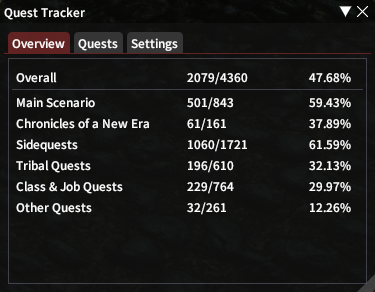 Quest Tracker
Overview Quests Settings
Overall 2079/4360 47.68%
Main Scenario 501/843 59.43%
Chronicles of a New Era 61/161 37.89%
Sidequests 1060/1721 61.59%
Tribal Quests 196/610 32.13%
Class & Job Quests 229/764 29.97%
Other Quests 32/261 12.26%